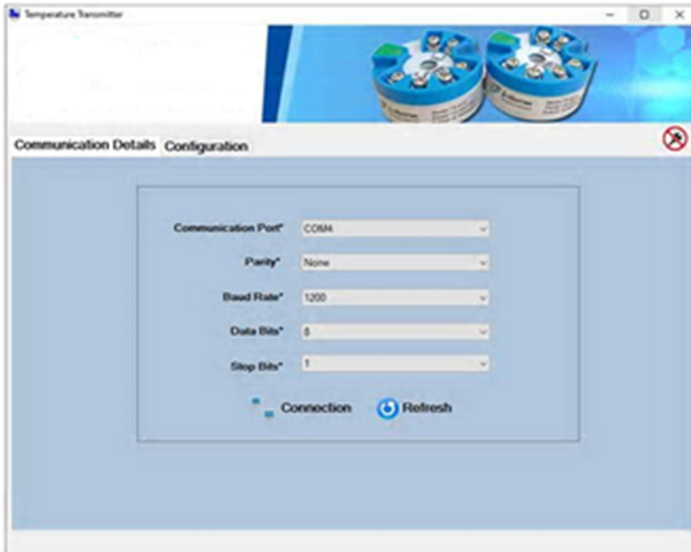 Temperature Transmitter
Communication Details Configuration
Communication Port* COM4
Parity* None
Baud Rate* 1200
Data Bits* 8
Stop Bits* 1
Connection Refresh